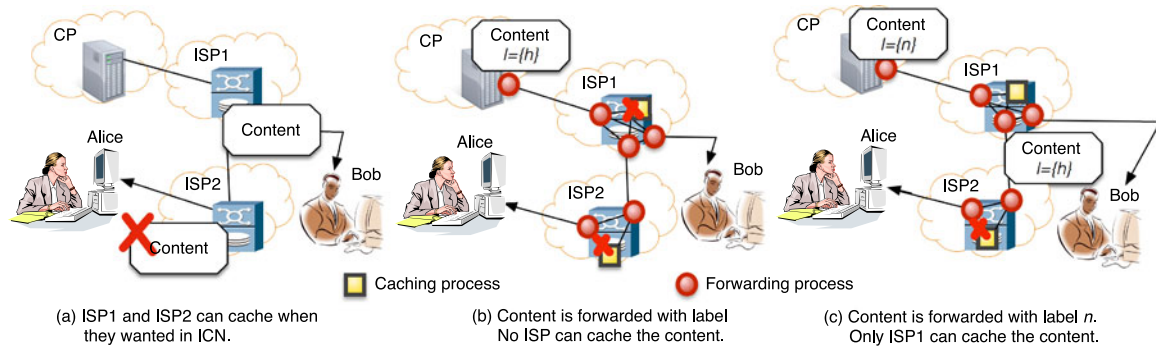 CP
ISP1
Content
Alice
Bob
ISP2
Content
(a) ISP1 and ISP2 can cache when
they wanted in ICN.
CP
Content
l={h}
ISP1
Alice
Bob
ISP2
Caching process
Forwarding process
(b) Content is forwarded with label
No ISP can cache the content.
CP
Content
l={n}
ISP1
Alice
Content
l={h}
ISP2
Bob
(c) Content is forwarded with label n.
Only ISP1 can cache the content.